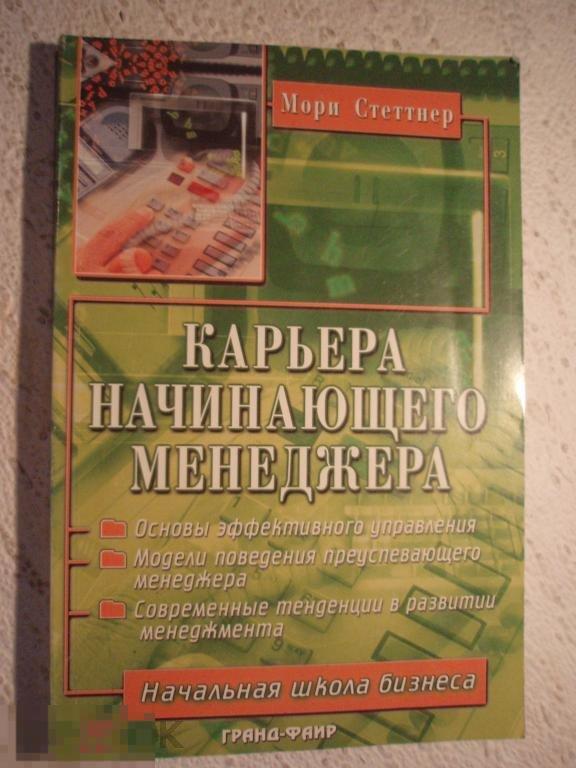 Мори Стеттнер
КАРЬЕРА
НАЧИНАЮЩЕГО
МЕНЕДЖЕРА
Основы эффективного управления
Модели поведения преуспевающего
менеджера
Современные тенденции в развитии
менеджмента
Начальная школа бизнеса
ГРАНД-ФАИР